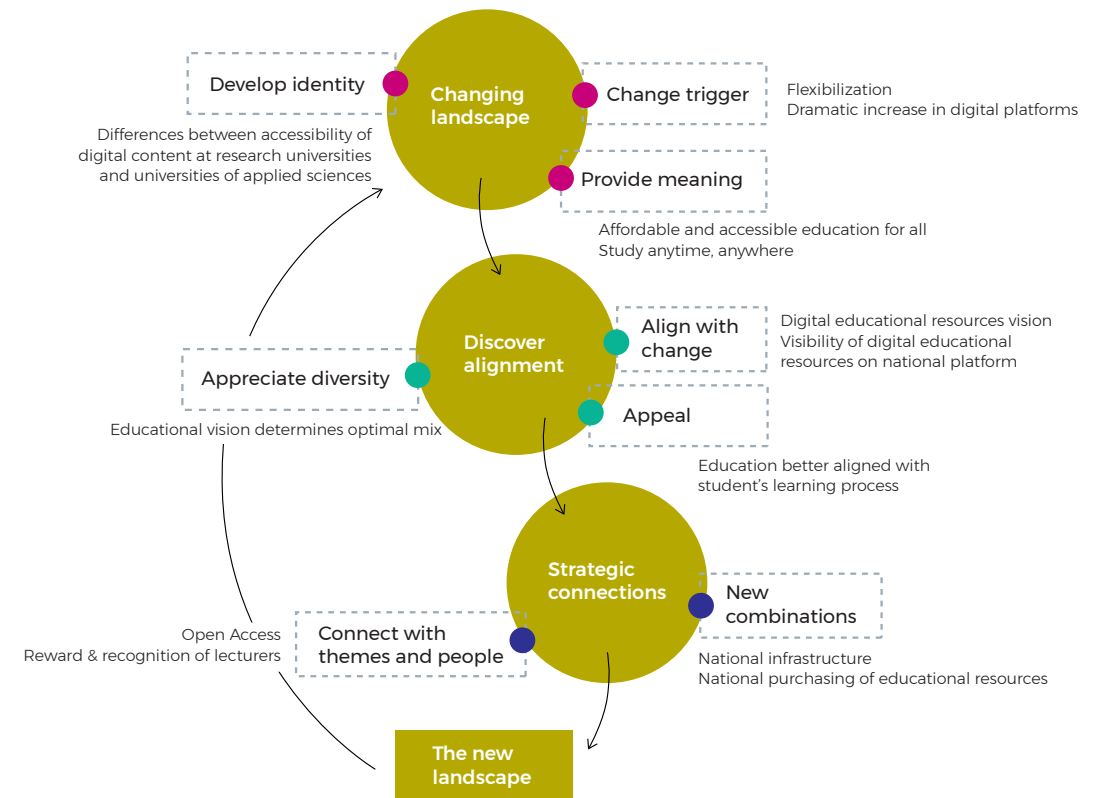 Develop identity
Differences between accessibility of
digital content at research universities
and universities of applied sciences
Changing
landscape
Change trigger
Flexibilization
Dramatic increase in digital platforms
Provide meaning
Affordable and accessible education for all
Study anytime, anywhere
Discover
alignment
Align with
change
Digital educational resources vision
Visibility of digital educational
resources on national platform
Appreciate diversity
Educational vision determines optimal mix
Appeal
Education better aligned with
student’s learning process
Strategic
connections
New
combinations
National infrastructure
National purchasing of educational resources
Connect with
themes and people
Open Access
Reward & recognition of lecturers
The new
landscape